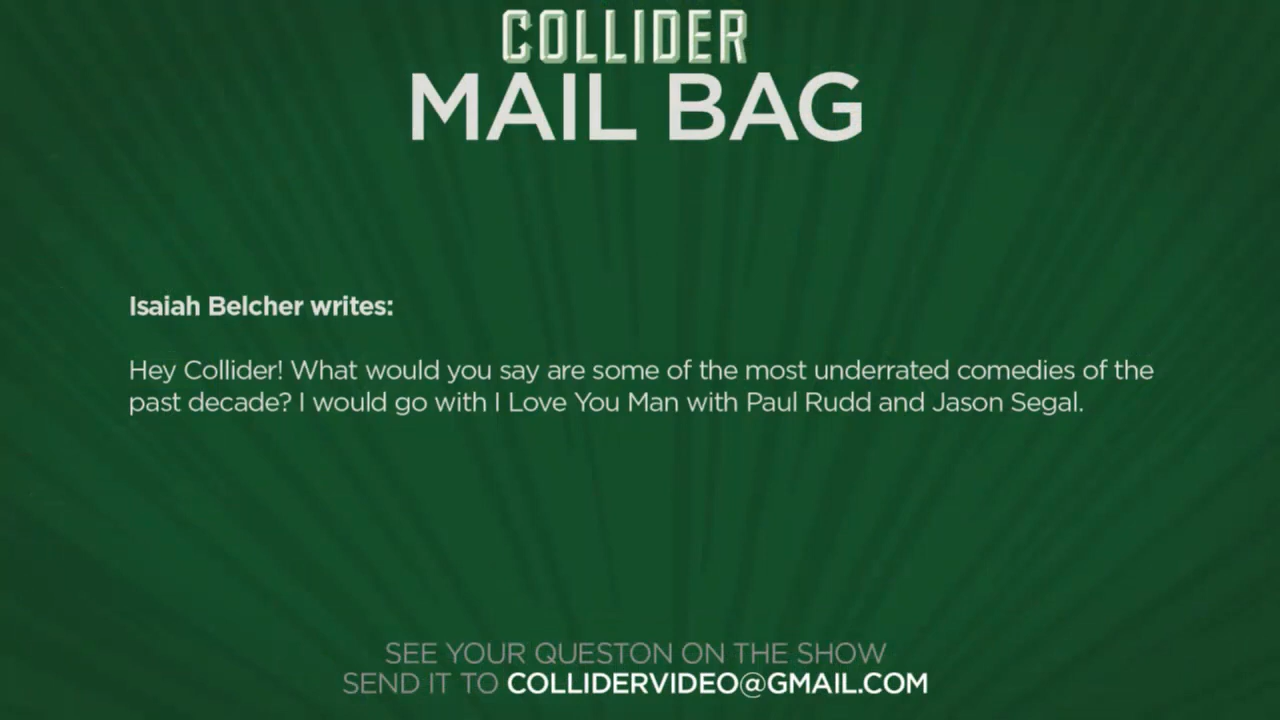 COLLIDER
MAIL BAG
Isaiah Belcher writes:
Hey Collider! What would you say are some of the most underrated comedies of the
past decade? I would go with I Love You Man with Paul Rudd and Jason Segal.
SEE YOUR QUESTON ON THE SHOW
SEND IT TO COLLIDERVIDEO@GMAIL.COM